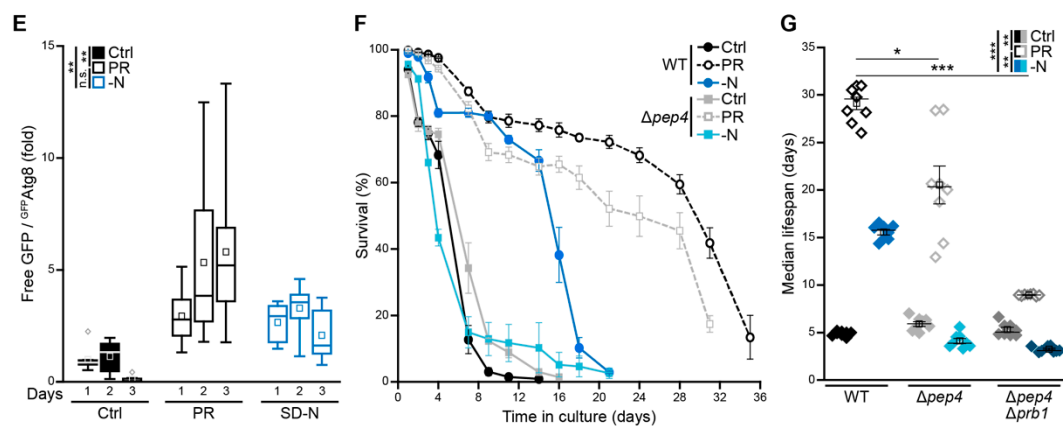 E
Free GFP / GFPAtg8 (fold)
15
10
5
0
**
n.s.
**
Ctrl
PR
-N
Days
1 2 3
1 2 3
1 2 3
Ctrl
PR
SD-N
F
Survival (%)
100
80
60
40
20
0
0 4 8 12 16 20 24 28 32 36
Time in culture (days)
WT
Ctrl
PR
-N
Δpep4
Ctrl
PR
-N
G
Median lifespan (days)
35
30
25
20
15
10
5
0
*
***
***
**
**
Ctrl
PR
-N
WT
Δpep4
Δpep4
Δprb1